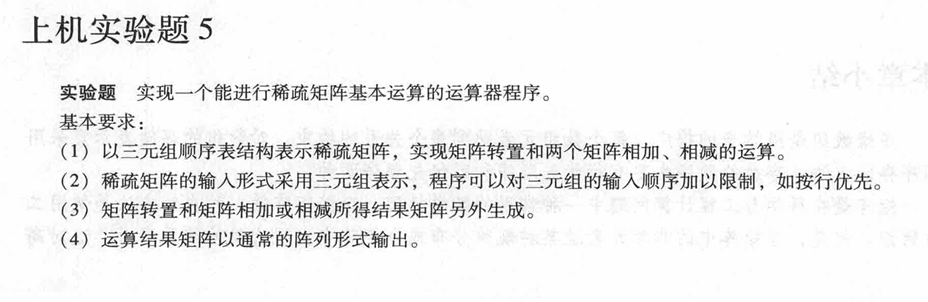 上机实验题 5
实验题 实现一个能进行稀疏矩阵基本运算的运算器程序。
基本要求：
（1）以三元组顺序表结构表示稀疏矩阵，实现矩阵转置和两个矩阵相加、相减的运算。
（2）稀疏矩阵的输入形式采用三元组表示，程序可以对三元组的输入顺序加以限制，如按行优先。
（3）矩阵转置和矩阵相加或相减所得结果矩阵另外生成。
（4）运算结果矩阵以通常的阵列形式输出。